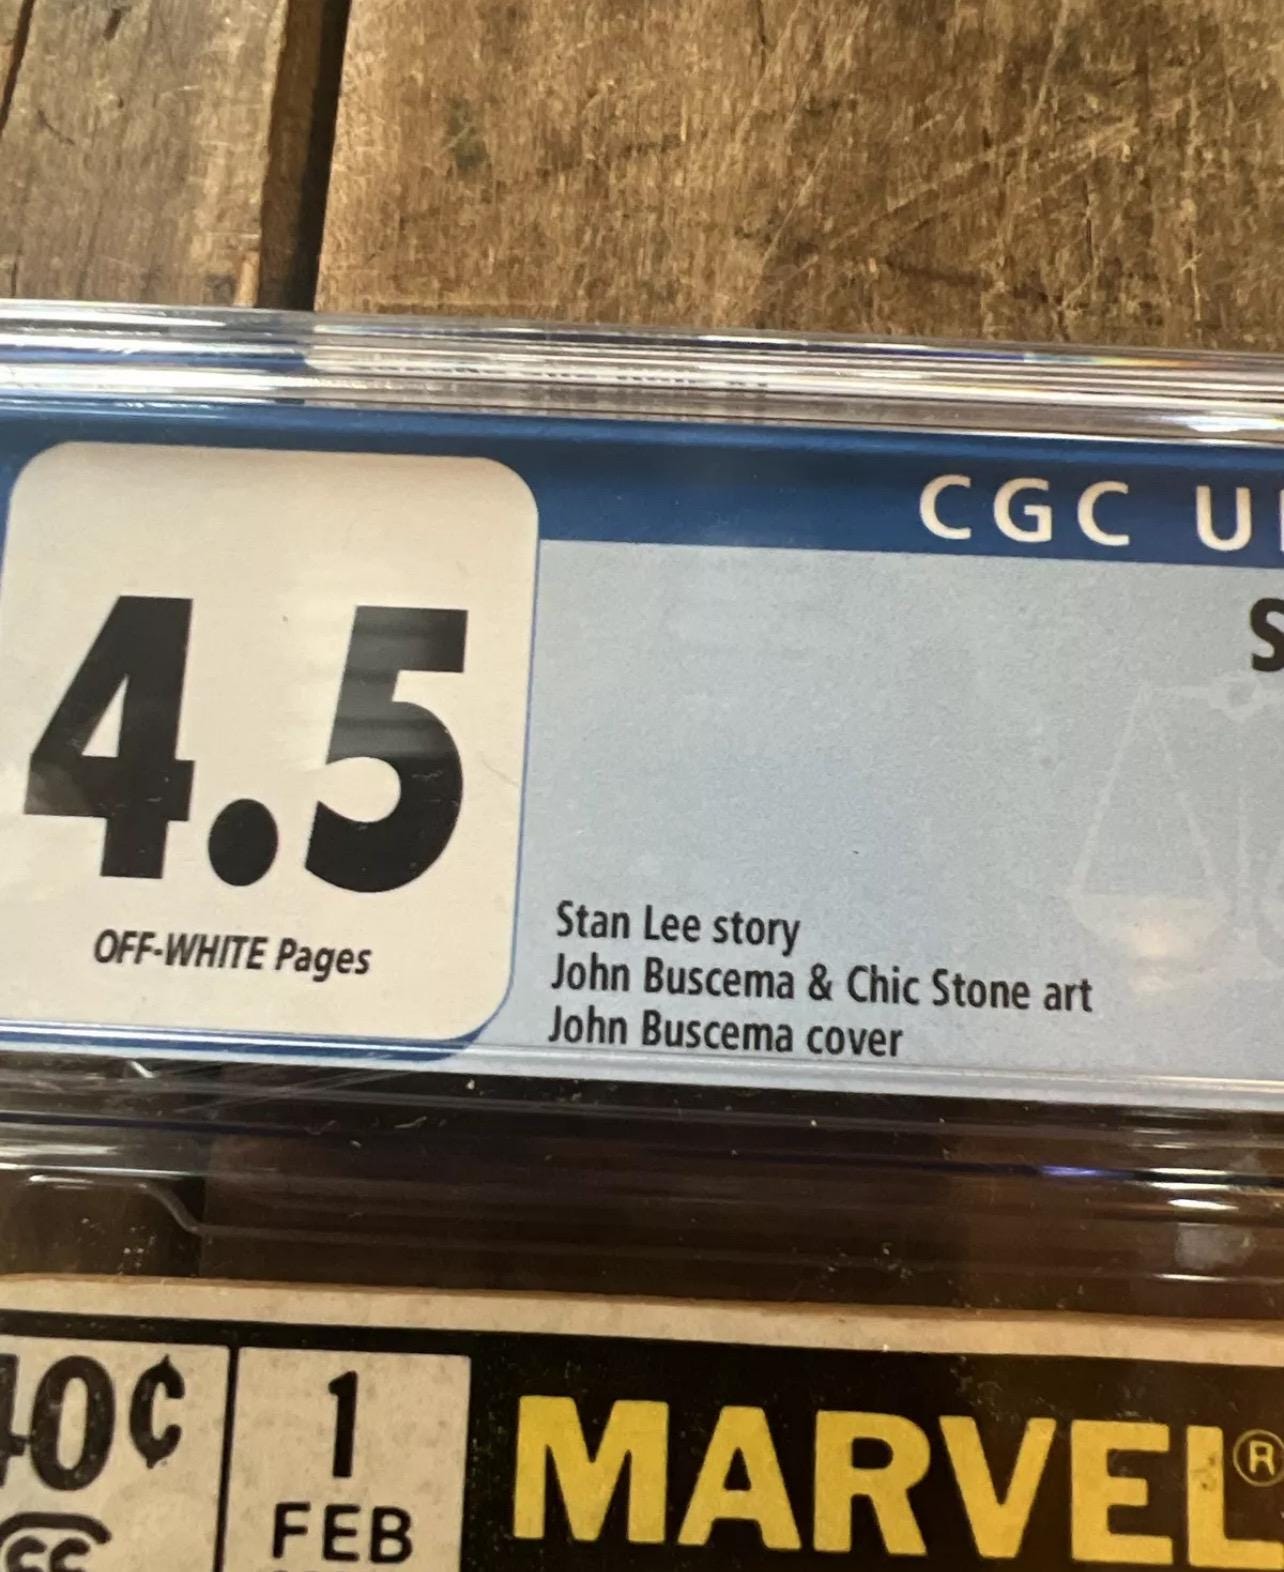 CGC U
4.5
OFF-WHITE Pages
S
Stan Lee story
John Buscema & Chic Stone art
John Buscema cover
40¢
1
FEB
MARVEL®
CC